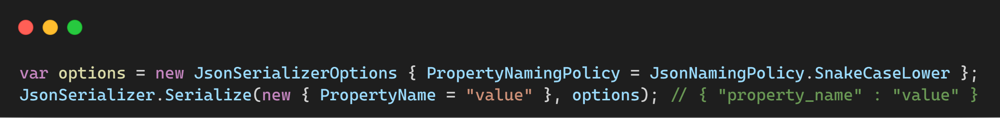 var options = new JsonSerializerOptions { PropertyNamingPolicy = JsonNamingPolicy.SnakeCaseLower };
JsonSerializer.Serialize(new { PropertyName = "value" }, options); // { "property_name" : "value" }